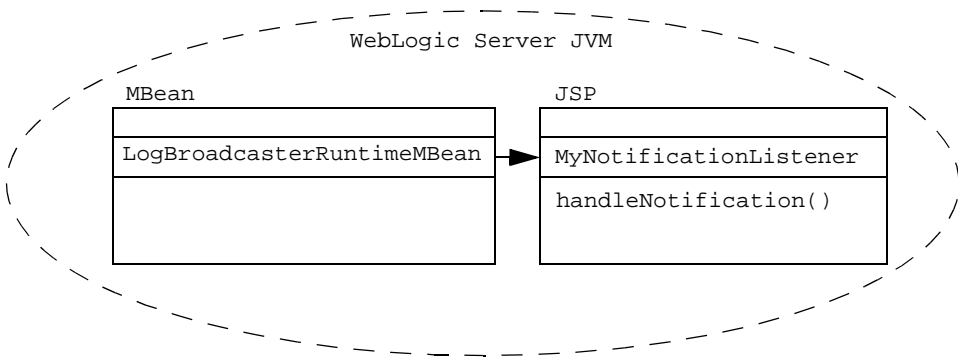 WebLogic Server JVM
MBean
LogBroadcasterRuntimeMBean
JSP
MyNotificationListener
handleNotification()